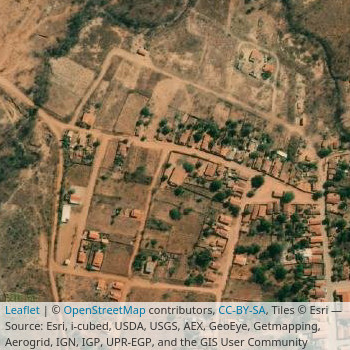 Leaflet | © OpenStreetMap contributors, CC-BY-SA, Tiles © Esri —
Source: Esri, i-cubed, USDA, USGS, AEX, GeoEye, Getmapping,
Aerogrid, IGN, IGP, UPR-EGP, and the GIS User Community